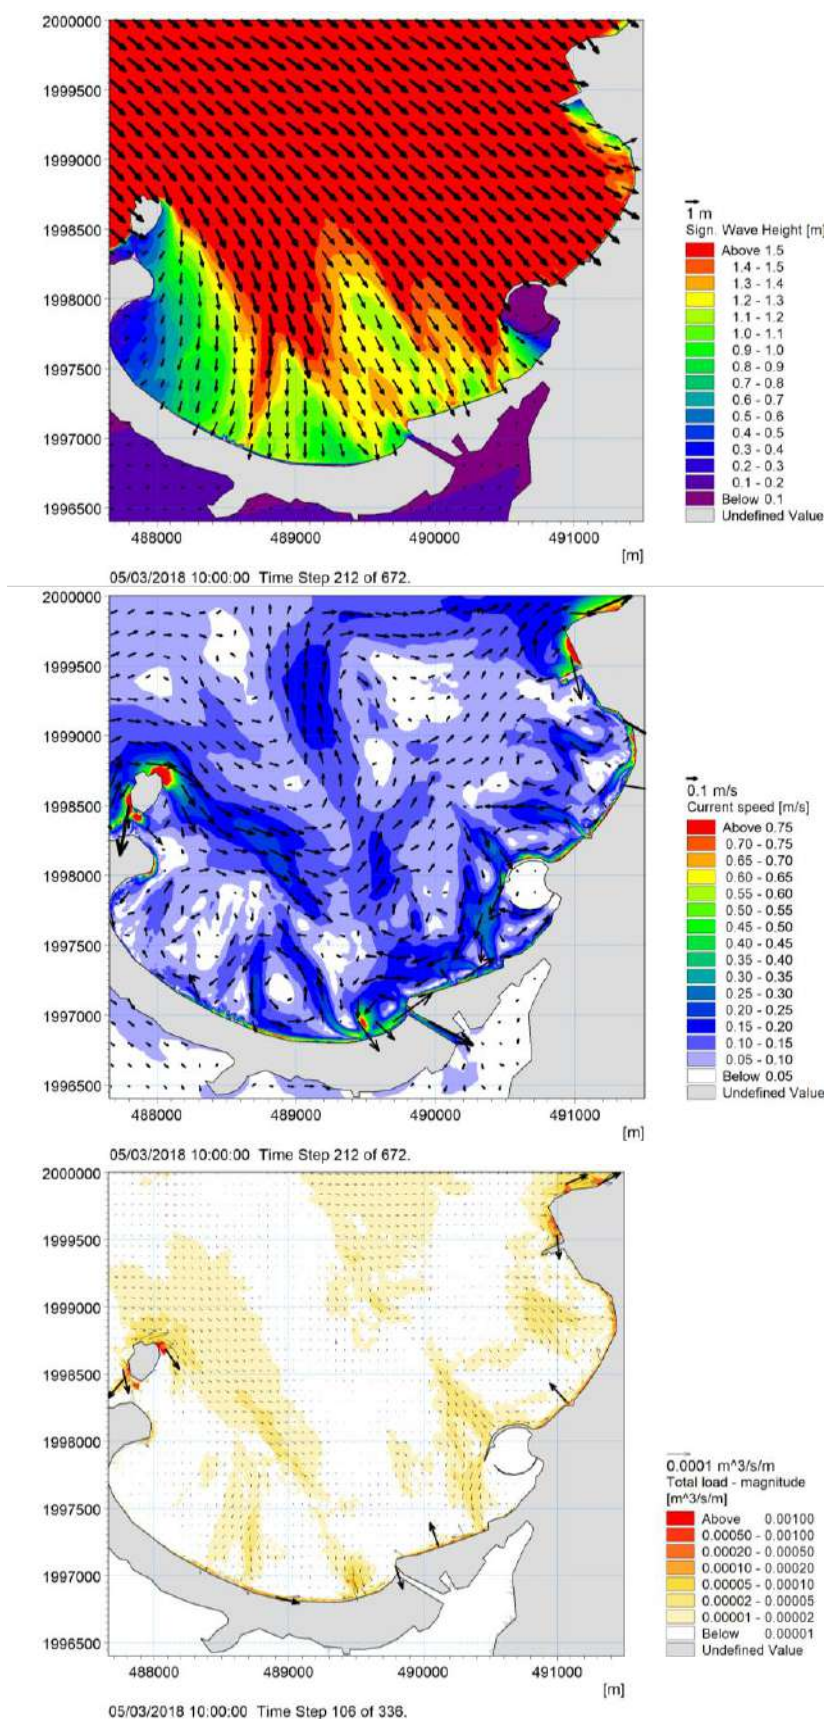 2000000
1999500
1999000
1998500
1998000
1997500
1997000
1996500
488000 489000 490000 491000
[m]
1 m
Sign. Wave Height [m]
Above 1.5
1.4 - 1.5
1.3 - 1.4
1.2 - 1.3
1.1 - 1.2
1.0 - 1.1
0.9 - 1.0
0.8 - 0.9
0.7 - 0.8
0.6 - 0.7
0.5 - 0.6
0.4 - 0.5
0.3 - 0.4
0.2 - 0.3
0.1 - 0.2
Below 0.1
Undefined Value
05/03/2018 10:00:00 Time Step 212 of 672.
2000000
1999500
1999000
1998500
1998000
1997500
1997000
1996500
488000 489000 490000 491000
[m]
0.1 m/s
Current speed [m/s]
Above 0.75
0.70 - 0.75
0.65 - 0.70
0.60 - 0.65
0.55 - 0.60
0.50 - 0.55
0.45 - 0.50
0.40 - 0.45
0.35 - 0.40
0.30 - 0.35
0.25 - 0.30
0.20 - 0.25
0.15 - 0.20
0.10 - 0.15
0.05 - 0.10
Below 0.05
Undefined Value
05/03/2018 10:00:00 Time Step 212 of 672.
2000000
1999500
1999000
1998500
1998000
1997500
1997000
1996500
488000 489000 490000 491000
[m]
0.0001 m^3/s/m
Total load - magnitude
[m^3/s/m]
Above 0.00100
0.00050 - 0.00100
0.00020 - 0.00050
0.00010 - 0.00020
0.00005 - 0.00010
0.00002 - 0.00005
0.00001 - 0.00002
Below 0.00001
Undefined Value
05/03/2018 10:00:00 Time Step 106 of 336.